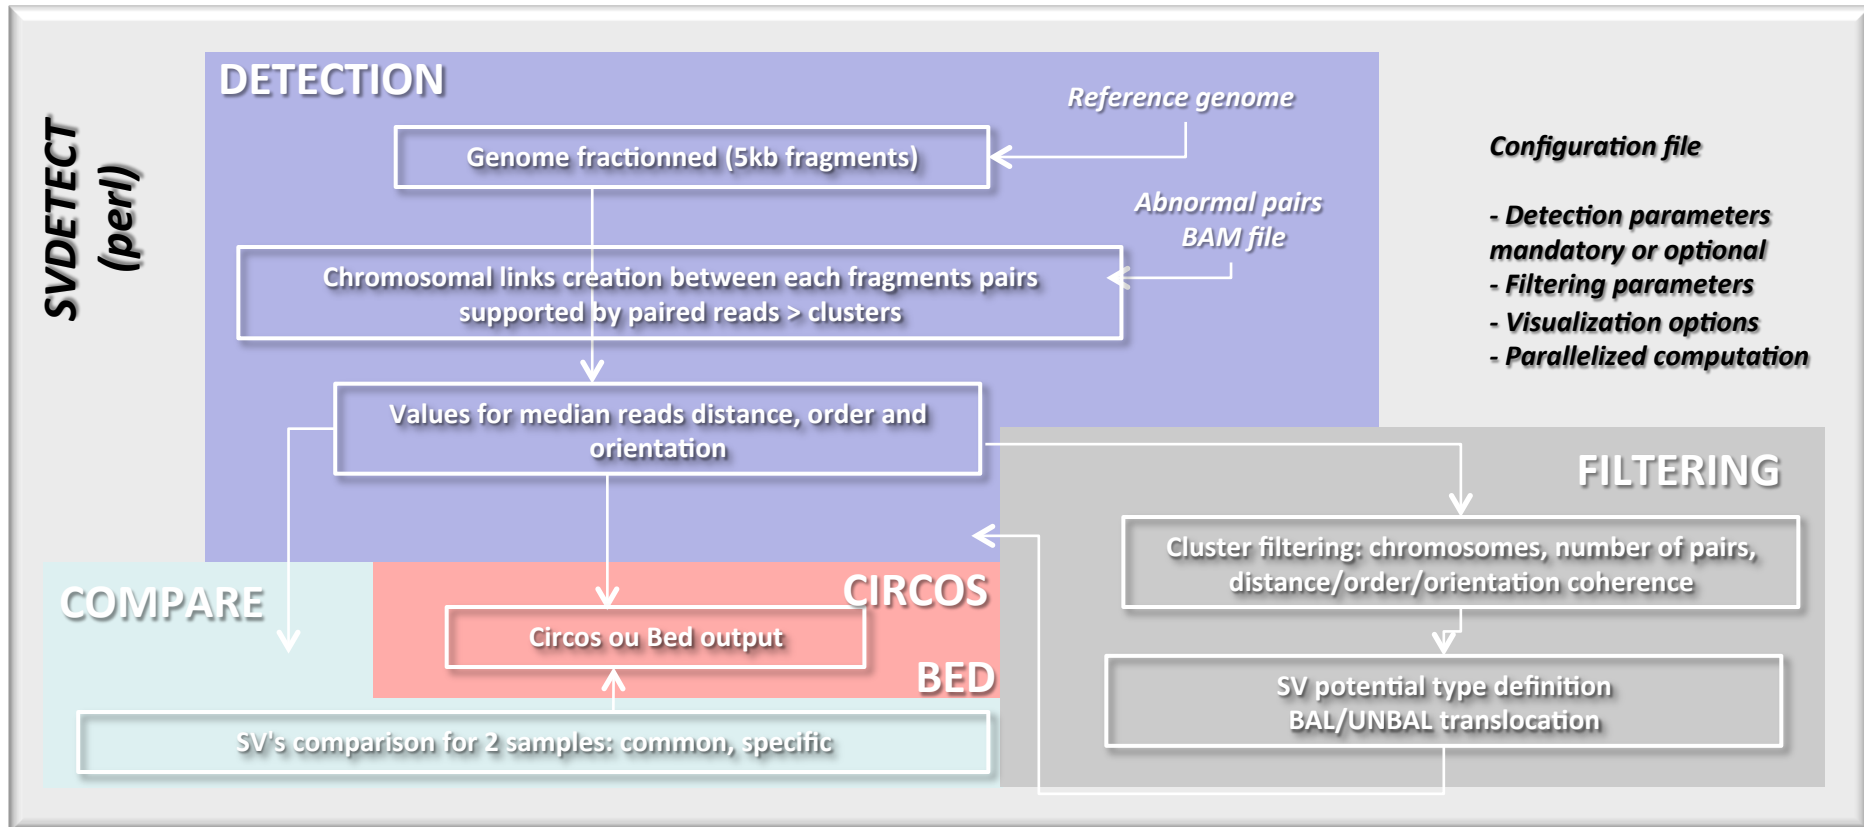 SVDETECT
(perl)
DETECTION
Reference genome
Genome fractionned (5kb fragments)
Abnormal pairs
BAM file
Chromosomal links creation between each fragments pairs
supported by paired reads > clusters
Values for median reads distance, order and
orientation
Configuration file
- Detection parameters
mandatory or optional
- Filtering parameters
- Visualization options
- Parallelized computation
FILTERING
Cluster filtering: chromosomes, number of pairs,
distance/order/orientation coherence
SV potential type definition
BAL/UNBAL translocation
COMPARE
CIRCOS
Circos ou Bed output
BED
SV's comparison for 2 samples: common, specific